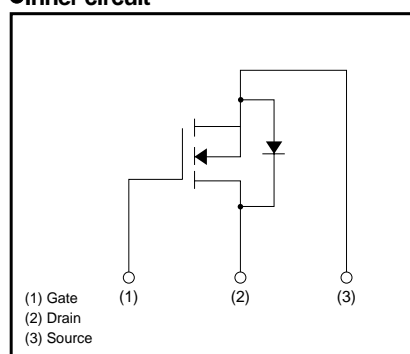 Inner circuit
(1) Gate
(2) Drain
(3) Source
(1) (2) (3)